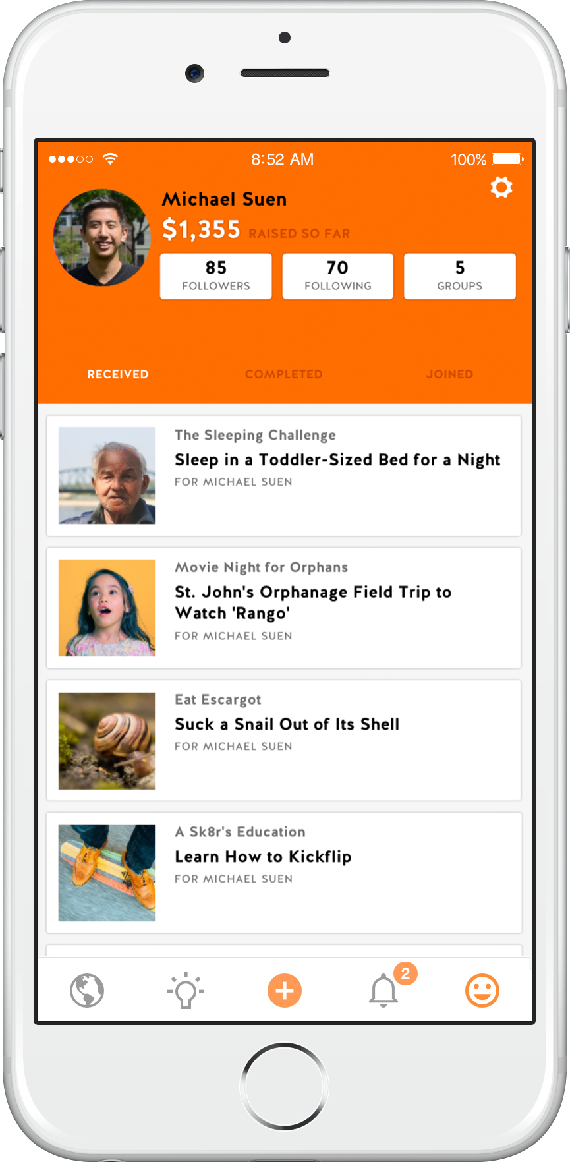 8:52 AM
100%
Michael Suen
$1,355 RAISED SO FAR
85
FOLLOWERS
70
FOLLOWING
5
GROUPS
RECEIVED
COMPLETED
JOINED
The Sleeping Challenge
Sleep in a Toddler-Sized Bed for a Night
FOR MICHAEL SUEN
Movie Night for Orphans
St. John's Orphanage Field Trip to
Watch 'Rango'
FOR MICHAEL SUEN
Eat Escargot
Suck a Snail Out of Its Shell
FOR MICHAEL SUEN
A Sk8r's Education
Learn How to Kickflip
FOR MICHAEL SUEN
2